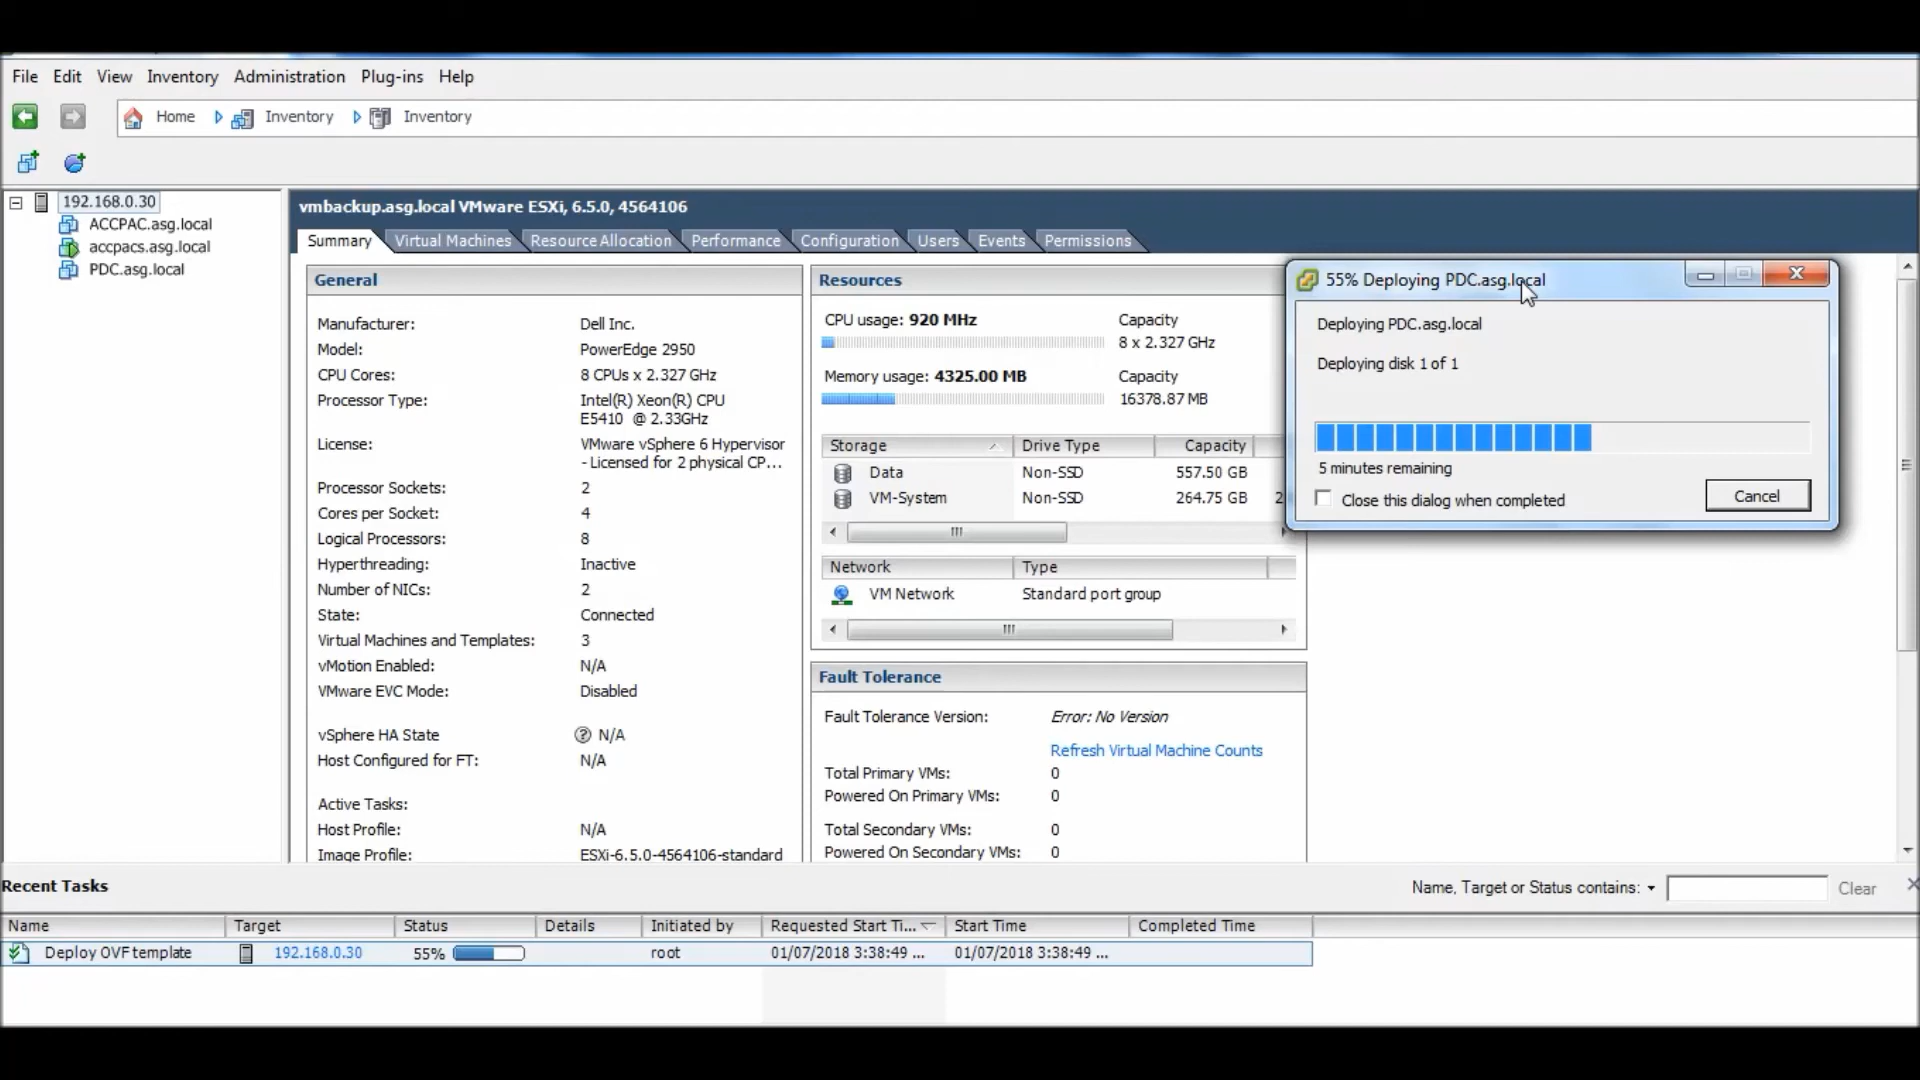 File Edit View Inventory Administration Plug-ins Help
Home Inventory Inventory
192.168.0.30
ACCPAC.asg.local
accpacs.asg.local
PDC.asg.local
vmbackup.asg.local VMware ESXi, 6.5.0, 4564106
Summary Virtual Machines Resource Allocation Performance Configuration Users Events Permissions
General
Manufacturer: Dell Inc.
Model: PowerEdge 2950
CPU Cores: 8 CPUs x 2.327 GHz
Processor Type: Intel(R) Xeon(R) CPU
E5410 @ 2.33GHz
License: VMware vSphere 6 Hypervisor
- Licensed for 2 physical CP...
Processor Sockets: 2
Cores per Socket: 4
Logical Processors: 8
Hyperthreading: Inactive
Number of NICs: 2
State: Connected
Virtual Machines and Templates: 3
vMotion Enabled: N/A
VMware EVC Mode: Disabled
vSphere HA State N/A
Host Configured for FT: N/A
Active Tasks:
Host Profile: N/A
Image Profile: ESXi-6.5.0-4564106-standard
Resources
CPU usage: 920 MHz Capacity
8 x 2.327 GHz
Memory usage: 4325.00 MB Capacity
16378.87 MB
Storage Drive Type Capacity
Data Non-SSD 557.50 GB
VM-System Non-SSD 264.75 GB 2
Network Type
VM Network Standard port group
Fault Tolerance
Fault Tolerance Version: Error: No Version
Refresh Virtual Machine Counts
Total Primary VMs: 0
Powered On Primary VMs: 0
Total Secondary VMs: 0
Powered On Secondary VMs: 0
55% Deploying PDC.asg.local
Deploying PDC.asg.local
Deploying disk 1 of 1
5 minutes remaining
Close this dialog when completed Cancel
Recent Tasks Name, Target or Status contains: Clear
Name Target Status Details Initiated by Requested Start Ti... Start Time Completed Time
Deploy OVF template 192.168.0.30 55% root 01/07/2018 3:38:49 ... 01/07/2018 3:38:49 ...